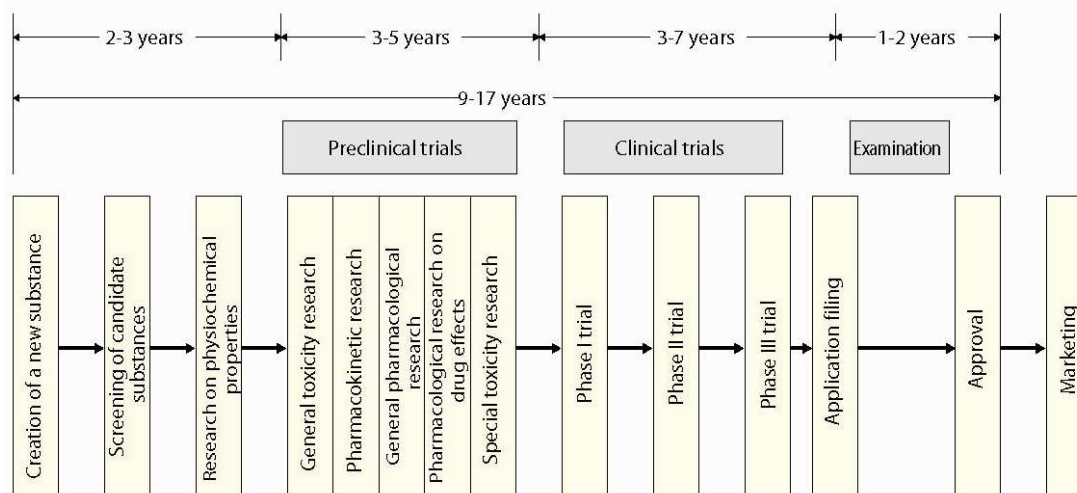 2-3 years
3-5 years
3-7 years
1-2 years
9-17 years
Preclinical trials
Clinical trials
Examination
Creation of a new substance
Screening of candidate
substances
Research on physiochemical
properties
General toxicity research
Pharmacokinetic research
General pharmacological
research
Pharmacological research on
drug effects
Special toxicity research
Phase I trial
Phase II trial
Phase III trial
Application filing
Approval
Marketing